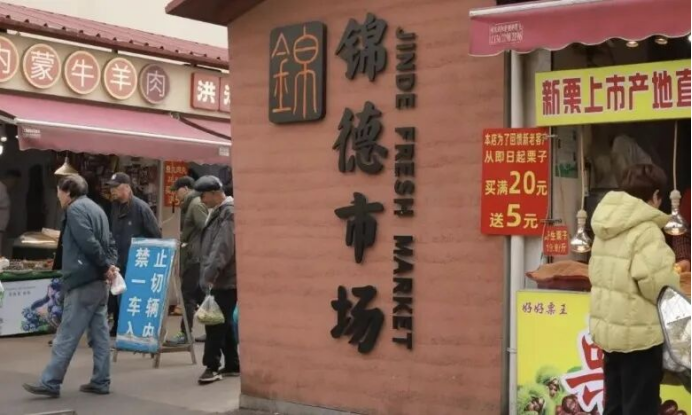 内蒙牛羊肉
洪
錦
锦德市场
JINDE FRESH MARKET
新栗上市产地直
本店为了回馈新老客户
从即日起栗子
买满20元
送5元
禁止
一切
车辆
入内
好好栗王